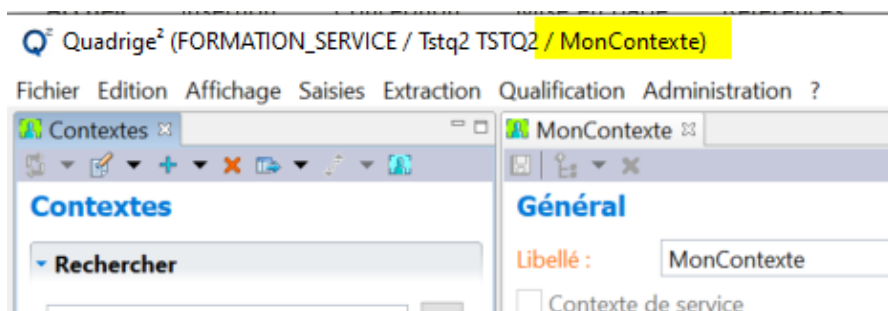 Quadrige² (FORMATION_SERVICE / Tstq2 TSTQ2 / MonContexte)
Fichier Edition Affichage Saisies Extraction Qualification Administration ?
Contextes
MonContexte
Contextes
Général
Rechercher
Libellé :
MonContexte
Contexte de service